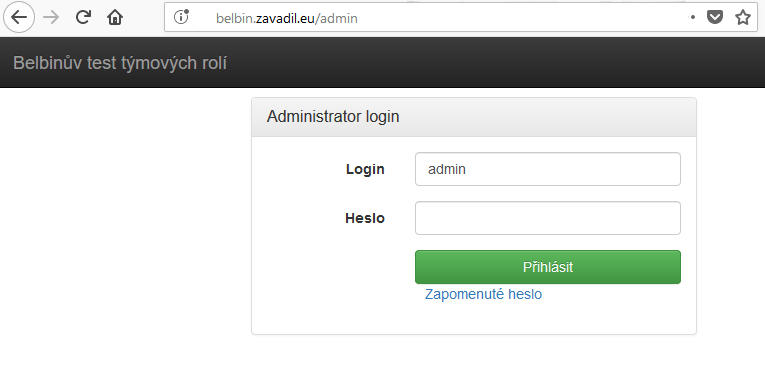 belbin.zavadil.eu/admin
Belbinův test týmových rolí
Administrator login
Login admin
Heslo
Přihlásit
Zapomenuté heslo